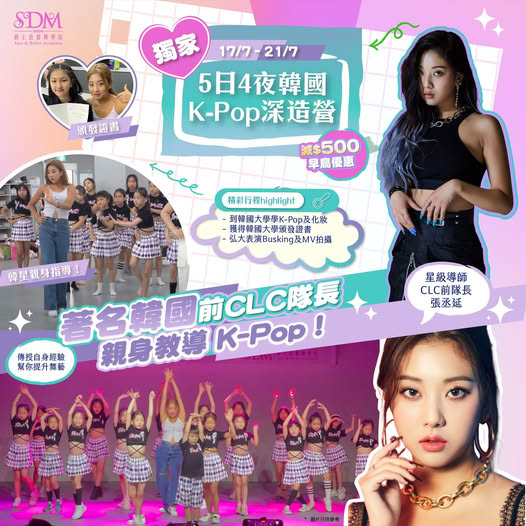 SDM
爵士芭蕾舞學院
Jazz & Ballet Academy
獨家
17/7 - 21/7
5日4夜韓國
K-Pop深造營
減$500
早鳥優惠
頒發證書
精彩行程highlight
- 到韓國大學學K-Pop及化妝
- 獲得韓國大學頒發證書
- 弘大表演Busking及MV拍攝
韓星親身指導！
星級導師
CLC前隊長
張丞延
著名韓國前CLC隊長
親身教導 K-Pop！
傳授自身經驗
幫你提升舞藝
SDM
* 圖片只供參考